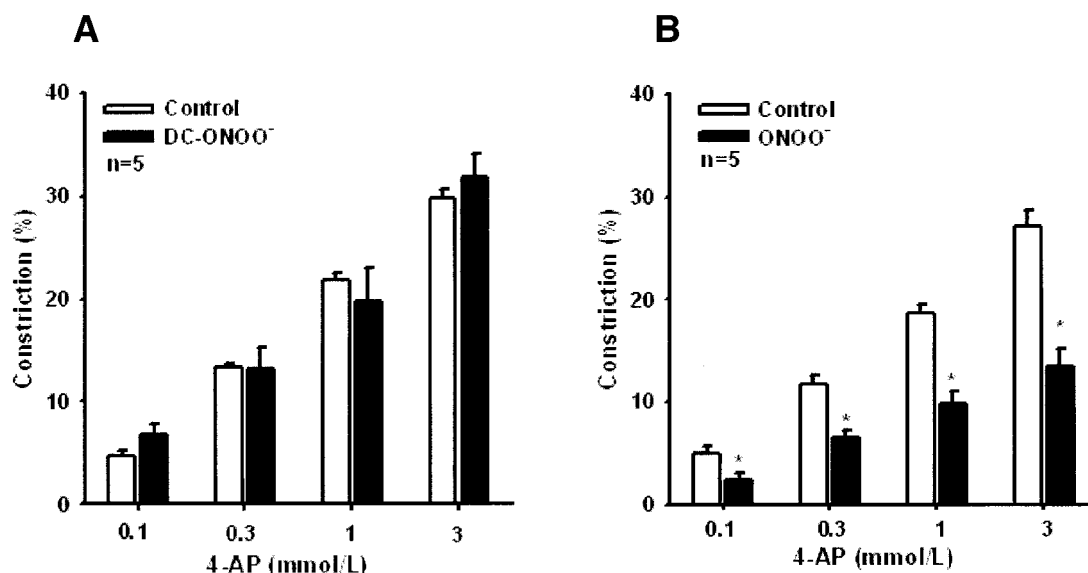 A
B
40
30
20
10
0
Constriction (%)
Control
DC-ONOO⁻
n=5
0.1 0.3 1 3
4-AP (mmol/L)
40
30
20
10
0
Constriction (%)
Control
ONOO⁻
n=5
*
*
*
*
0.1 0.3 1 3
4-AP (mmol/L)